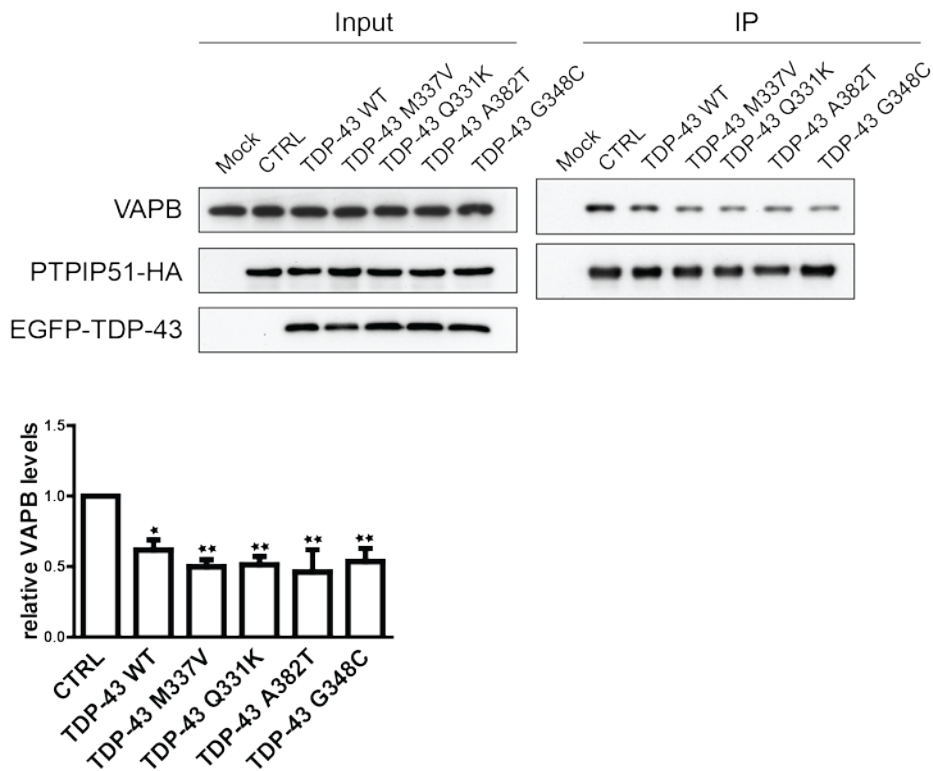 Input IP
Mock CTRL TDP-43 WT TDP-43 M337V TDP-43 Q331K TDP-43 A382T TDP-43 G348C Mock CTRL TDP-43 WT TDP-43 M337V TDP-43 Q331K TDP-43 A382T TDP-43 G348C
VAPB
PTPIP51-HA
EGFP-TDP-43
relative VAPB levels
1.5
1.0
0.5
0.0
* ** ** ** **
CTRL TDP-43 WT TDP-43 M337V TDP-43 Q331K TDP-43 A382T TDP-43 G348C